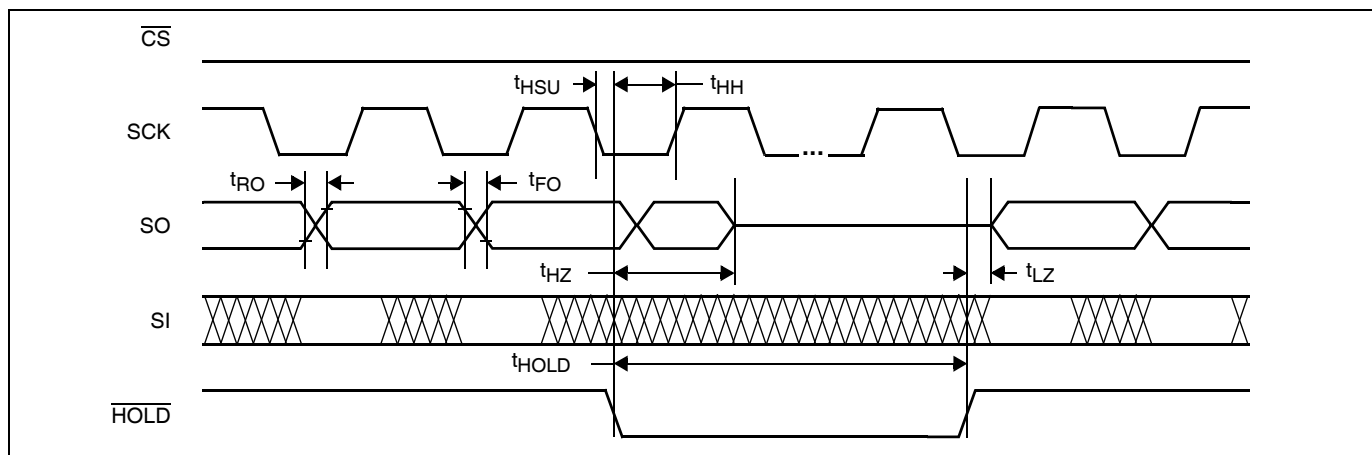 CS
tHSU
tHH
SCK
...
tRO
tFO
SO
tHZ
tLZ
SI
tHOLD
HOLD